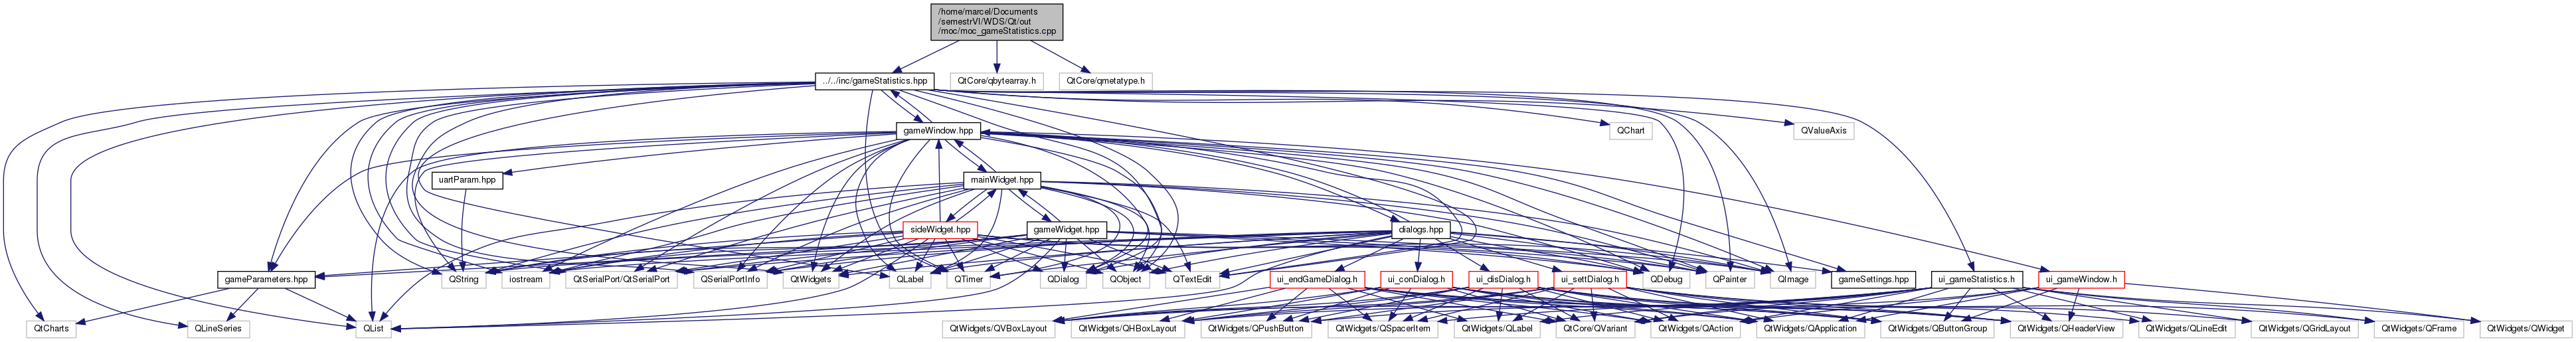 /home/marcel/Documents
/semestrVI/WDS/Qt/out
/moc/moc_gameStatistics.cpp
../../inc/gameStatistics.hpp
QtCore/qbytearray.h
QtCore/qmetatype.h
gameWindow.hpp
QChart
QValueAxis
uartParam.hpp
mainWidget.hpp
sideWidget.hpp
gameWidget.hpp
dialogs.hpp
gameParameters.hpp
QString
iostream
QtSerialPort/QtSerialPort
QSerialPortInfo
QtWidgets
QLabel
QTimer
QDialog
QObject
QTextEdit
ui_endGameDialog.h
ui_conDialog.h
ui_disDialog.h
ui_settDialog.h
QDebug
QPainter
QImage
gameSettings.hpp
ui_gameStatistics.h
ui_gameWindow.h
QtCharts
QLineSeries
QList
QtWidgets/QVBoxLayout
QtWidgets/QHBoxLayout
QtWidgets/QPushButton
QtWidgets/QSpacerItem
QtWidgets/QLabel
QtCore/QVariant
QtWidgets/QAction
QtWidgets/QApplication
QtWidgets/QButtonGroup
QtWidgets/QHeaderView
QtWidgets/QLineEdit
QtWidgets/QGridLayout
QtWidgets/QFrame
QtWidgets/QWidget